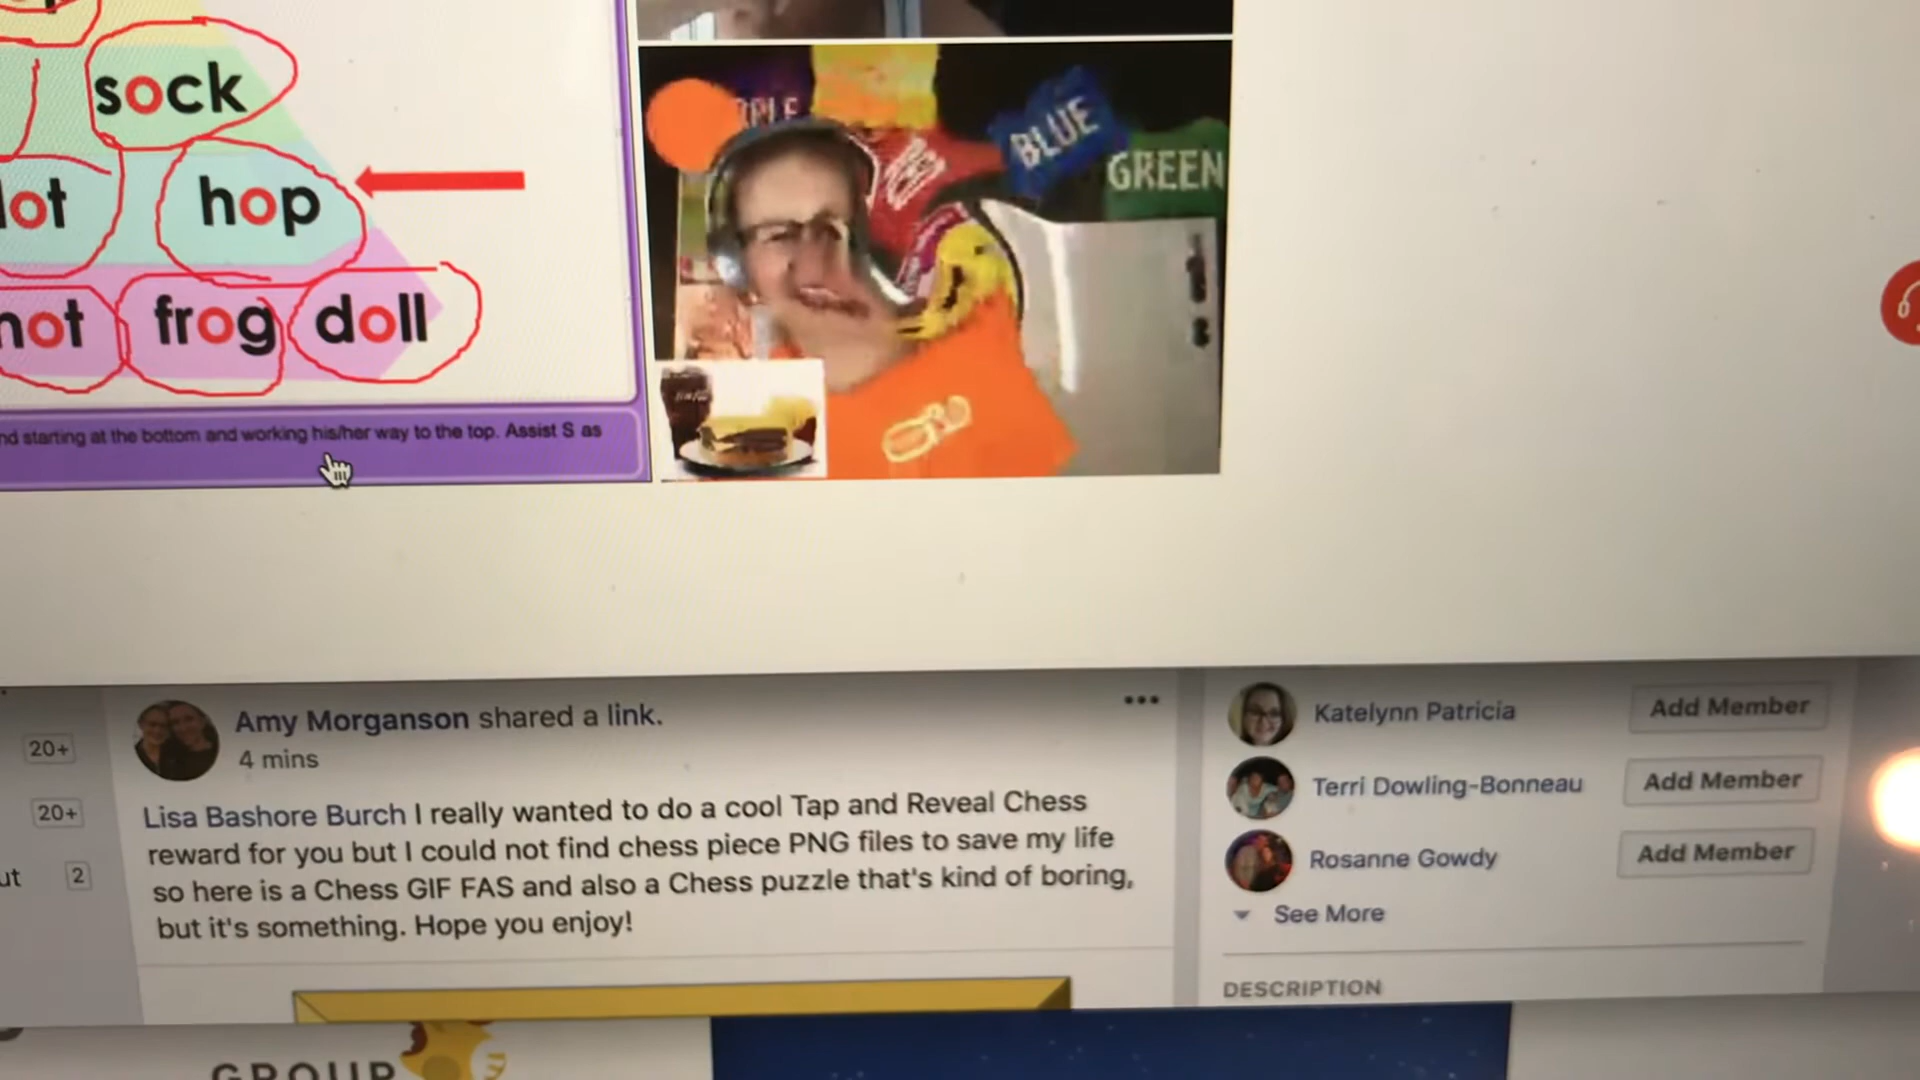 sock
lot hop
not frog doll
nd starting at the bottom and working his/her way to the top. Assist S as
BLUE
GREEN
Amy Morganson shared a link.
4 mins
Lisa Bashore Burch I really wanted to do a cool Tap and Reveal Chess
reward for you but I could not find chess piece PNG files to save my life
so here is a Chess GIF FAS and also a Chess puzzle that's kind of boring,
but it's something. Hope you enjoy!
20+
20+
ut 2
Katelynn Patricia Add Member
Terri Dowling-Bonneau Add Member
Rosanne Gowdy Add Member
See More
DESCRIPTION
GROUP